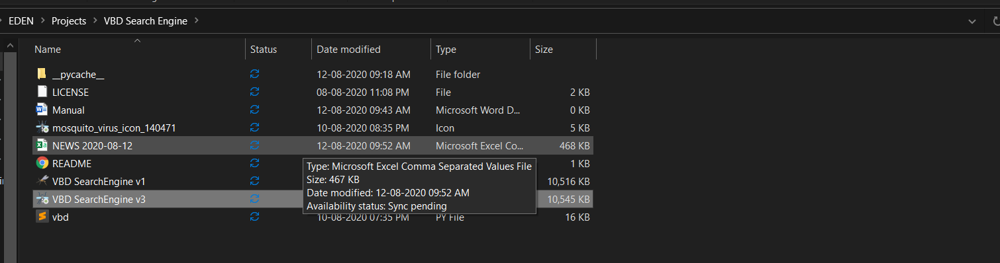 EDEN > Projects > VBD Search Engine >
Name Status Date modified Type Size
__pycache__ 12-08-2020 09:18 AM File folder
LICENSE 08-08-2020 11:08 PM File 2 KB
Manual 12-08-2020 09:43 AM Microsoft Word D... 0 KB
mosquito_virus_icon_140471 10-08-2020 08:35 PM Icon 5 KB
NEWS 2020-08-12 12-08-2020 09:52 AM Microsoft Excel Co... 468 KB
README 1 KB
Type: Microsoft Excel Comma Separated Values File
VBD SearchEngine v1 10,516 KB
Size: 467 KB
Date modified: 12-08-2020 09:52 AM
VBD SearchEngine v3 10,545 KB
Availability status: Sync pending
vbd 10-08-2020 07:35 PM PY File 16 KB